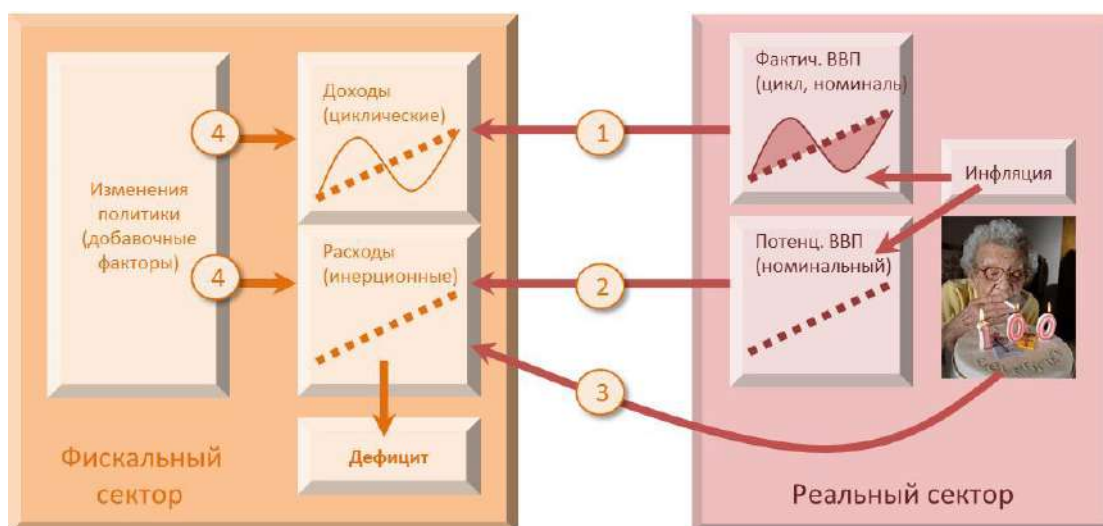 Изменения
политики
(добавочные
факторы)
4
4
Доходы
(циклические)
Расходы
(инерционные)
Дефицит
Фискальный
сектор
1
2
3
Фактич. ВВП
(цикл, номиналь)
Инфляция
Потенц. ВВП
(номинальный)
100
Реальный сектор